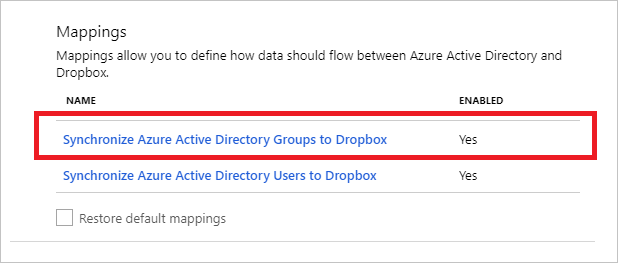 Mappings
Mappings allow you to define how data should flow between Azure Active Directory and
Dropbox.
NAME ENABLED
Synchronize Azure Active Directory Groups to Dropbox Yes
Synchronize Azure Active Directory Users to Dropbox Yes
Restore default mappings